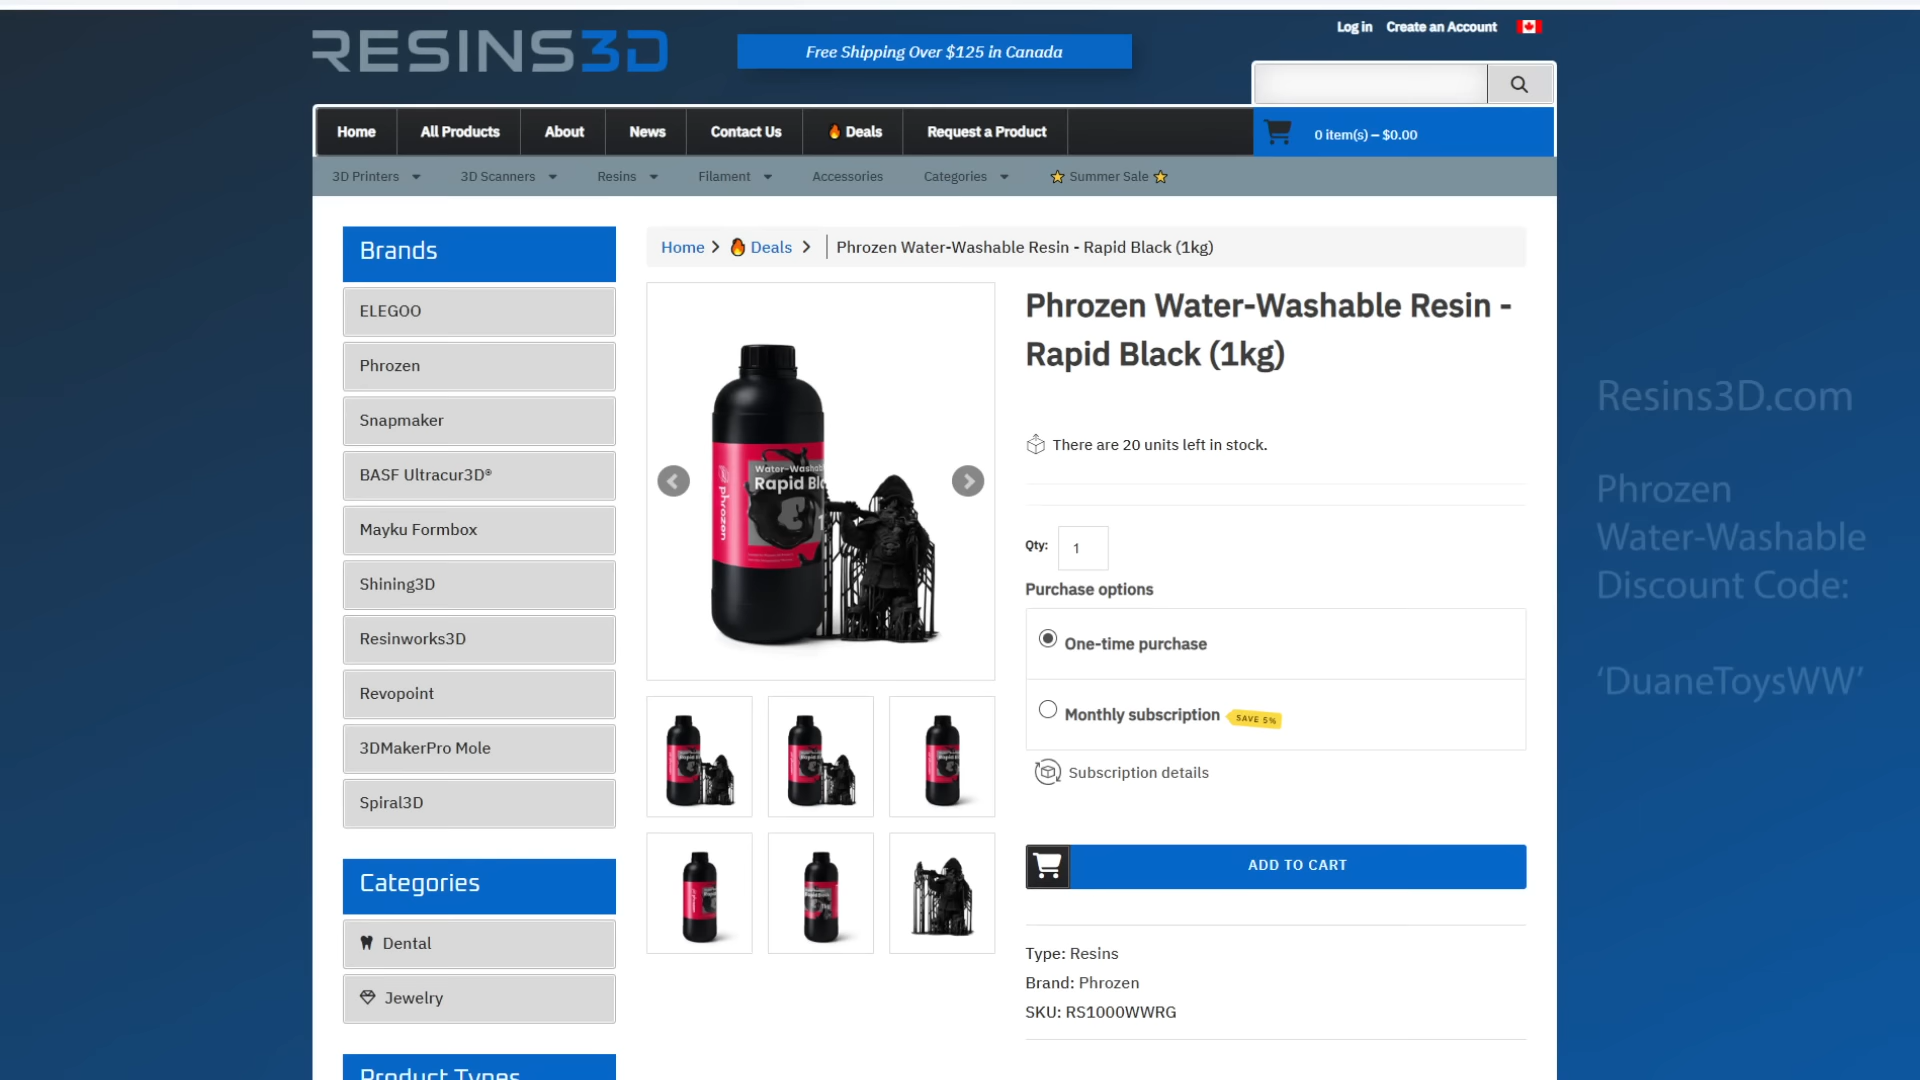 RESINS3D
Free Shipping Over $125 in Canada
Log in
Create an Account
Home
All Products
About
News
Contact Us
Deals
Request a Product
0 item(s) – $0.00
3D Printers
3D Scanners
Resins
Filament
Accessories
Categories
Summer Sale
Brands
ELEGOO
Phrozen
Snapmaker
BASF Ultracur3D®
Mayku Formbox
Shining3D
Resinworks3D
Revopoint
3DMakerPro Mole
Spiral3D
Categories
Dental
Jewelry
Product Types
Home
Deals
Phrozen Water-Washable Resin - Rapid Black (1kg)
phrozen
Phrozen Water-Washable Resin -
Rapid Black (1kg)
There are 20 units left in stock.
Qty: 1
Purchase options
One-time purchase
Monthly subscription SAVE 5%
Subscription details
ADD TO CART
Type: Resins
Brand: Phrozen
SKU: RS1000WWRG
Resins3D.com
Phrozen
Water-Washable
Discount Code:
‘DuaneToysWW’